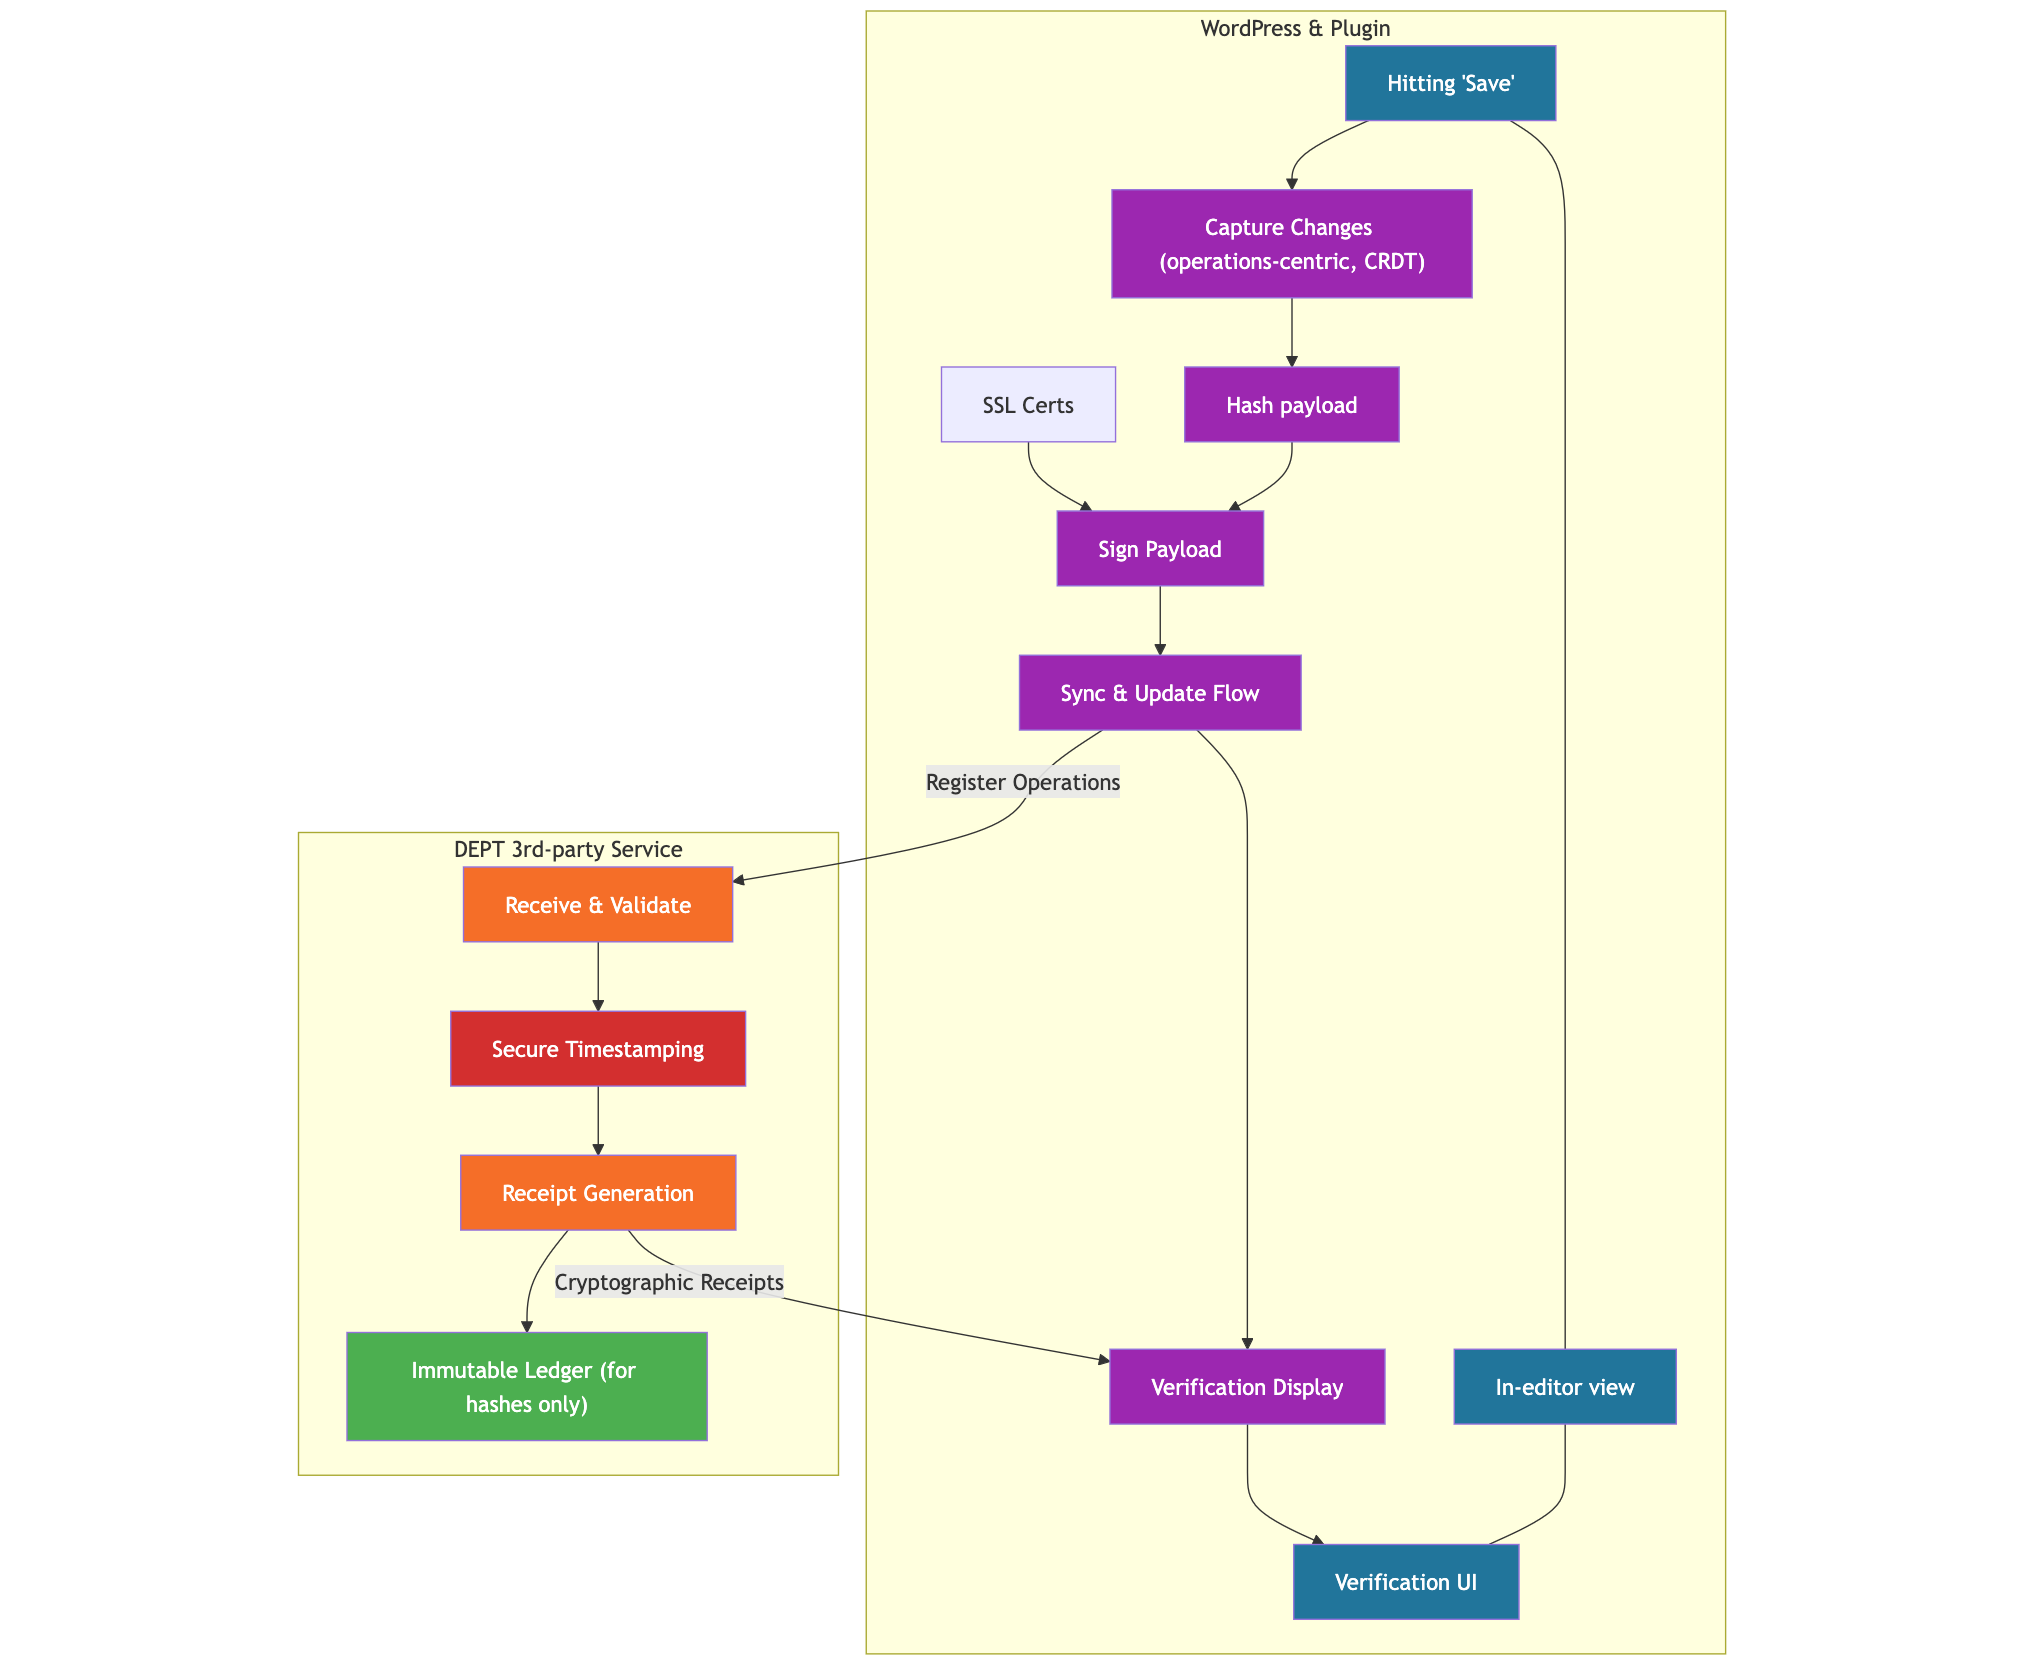 WordPress & Plugin
Hitting 'Save'
Capture Changes
(operations-centric, CRDT)
SSL Certs
Hash payload
Sign Payload
Sync & Update Flow
Register Operations
DEPT 3rd-party Service
Receive & Validate
Secure Timestamping
Receipt Generation
Cryptographic Receipts
Immutable Ledger (for
hashes only)
Verification Display
In-editor view
Verification UI